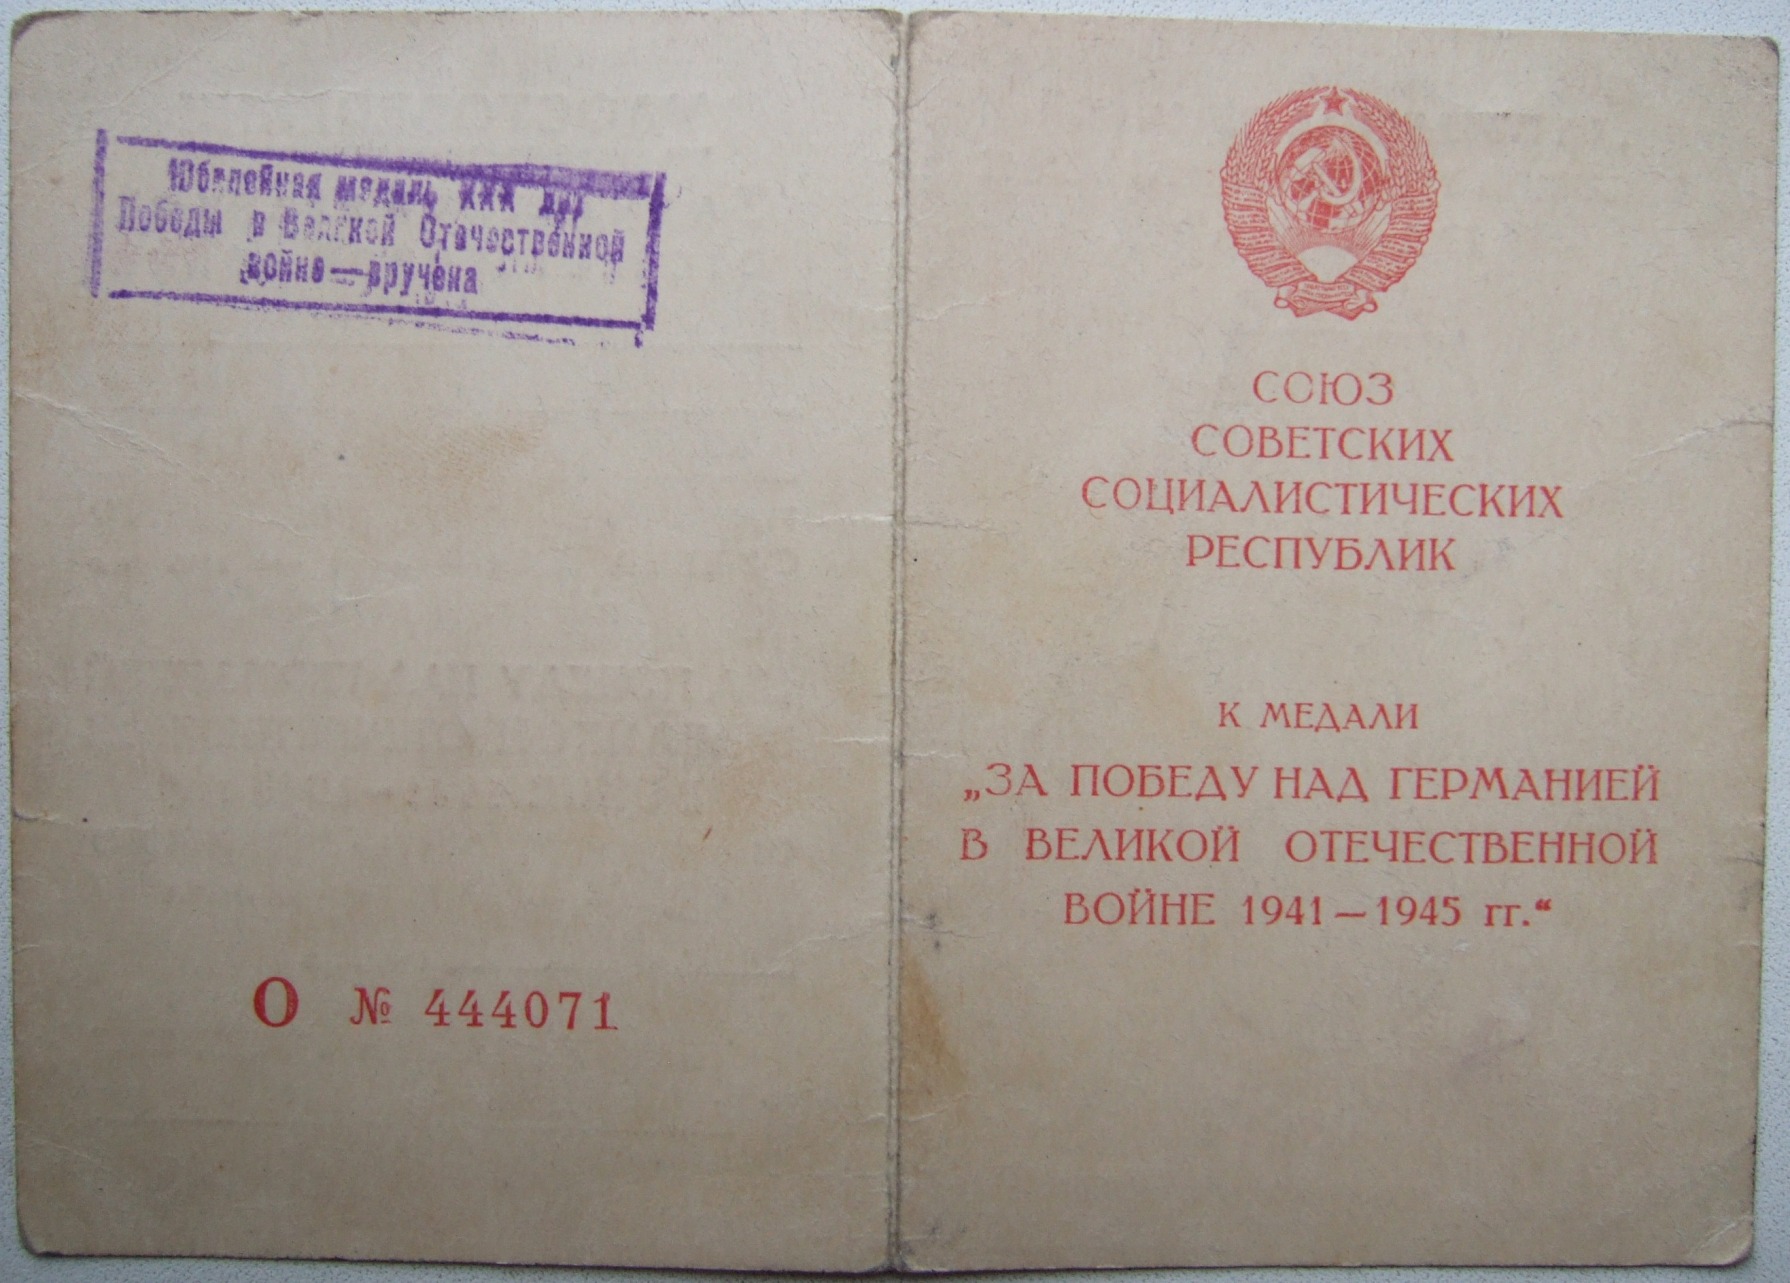 Юбилейная медаль ХХХ лет
Победы в Великой Отечественной
войне—вручена
О № 444071
СОЮЗ
СОВЕТСКИХ
СОЦИАЛИСТИЧЕСКИХ
РЕСПУБЛИК
К МЕДАЛИ
„ЗА ПОБЕДУ НАД ГЕРМАНИЕЙ
В ВЕЛИКОЙ ОТЕЧЕСТВЕННОЙ
ВОЙНЕ 1941—1945 гг.“